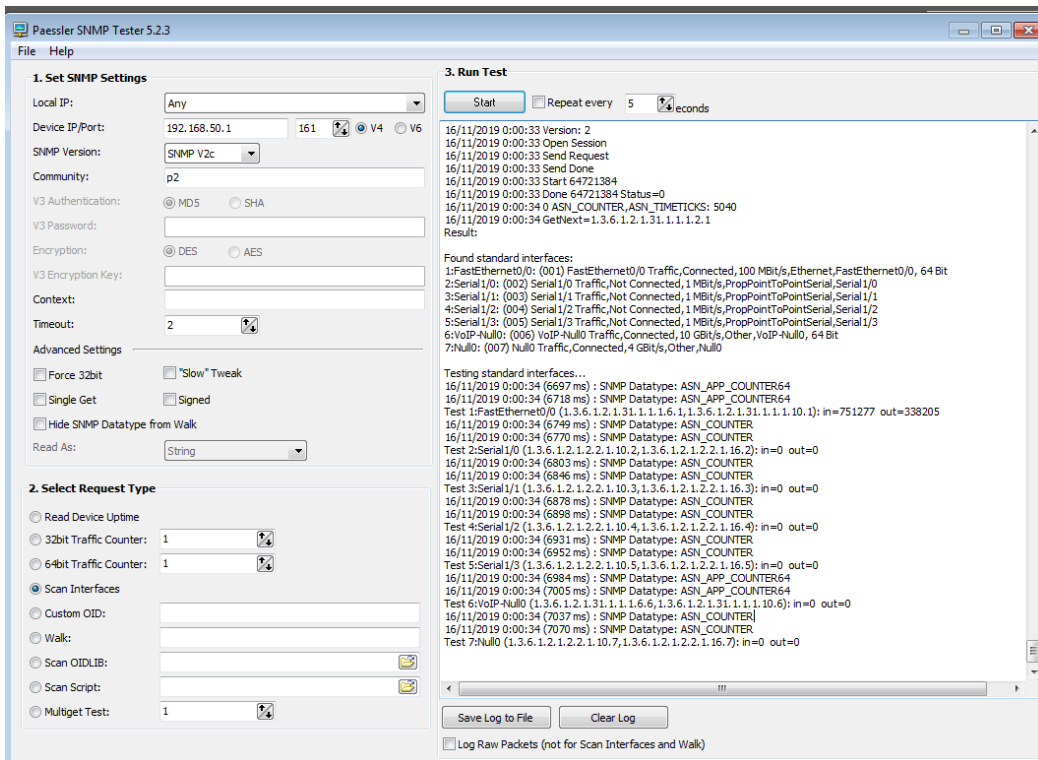 Paessler SNMP Tester 5.2.3
File Help
1. Set SNMP Settings
Local IP: Any
Device IP/Port: 192.168.50.1 161 V4 V6
SNMP Version: SNMP V2c
Community: p2
V3 Authentication: MD5 SHA
V3 Password:
Encryption: DES AES
V3 Encryption Key:
Context:
Timeout: 2
Advanced Settings
Force 32bit "Slow" Tweak
Single Get Signed
Hide SNMP Datatype from Walk
Read As: String
2. Select Request Type
Read Device Uptime
32bit Traffic Counter: 1
64bit Traffic Counter: 1
Scan Interfaces
Custom OID:
Walk:
Scan OIDLIB:
Scan Script:
Multiget Test: 1
3. Run Test
Start Repeat every 5 econds
16/11/2019 0:00:33 Version: 2
16/11/2019 0:00:33 Open Session
16/11/2019 0:00:33 Send Request
16/11/2019 0:00:33 Send Done
16/11/2019 0:00:33 Start 64721384
16/11/2019 0:00:33 Done 64721384 Status=0
16/11/2019 0:00:34 0 ASN_COUNTER,ASN_TIMETICKS: 5040
16/11/2019 0:00:34 GetNext=1.3.6.1.2.1.31.1.1.1.2.1
Result:
Found standard interfaces:
1:FastEthernet0/0: (001) FastEthernet0/0 Traffic,Connected,100 MBit/s,Ethernet,FastEthernet0/0, 64 Bit
2:Serial1/0: (002) Serial1/0 Traffic,Not Connected,1 MBit/s,PropPointToPointSerial,Serial1/0
3:Serial1/1: (003) Serial1/1 Traffic,Not Connected,1 MBit/s,PropPointToPointSerial,Serial1/1
4:Serial1/2: (004) Serial1/2 Traffic,Not Connected,1 MBit/s,PropPointToPointSerial,Serial1/2
5:Serial1/3: (005) Serial1/3 Traffic,Not Connected,1 MBit/s,PropPointToPointSerial,Serial1/3
6:VoIP-Null0: (006) VoIP-Null0 Traffic,Connected,10 GBit/s,Other,VoIP-Null0, 64 Bit
7:Null0: (007) Null0 Traffic,Connected,4 GBit/s,Other,Null0
Testing standard interfaces...
16/11/2019 0:00:34 (6697 ms) : SNMP Datatype: ASN_APP_COUNTER64
16/11/2019 0:00:34 (6718 ms) : SNMP Datatype: ASN_APP_COUNTER64
Test 1:FastEthernet0/0 (1.3.6.1.2.1.31.1.1.1.6.1,1.3.6.1.2.1.31.1.1.1.10.1): in=751277 out=338205
16/11/2019 0:00:34 (6749 ms) : SNMP Datatype: ASN_COUNTER
16/11/2019 0:00:34 (6770 ms) : SNMP Datatype: ASN_COUNTER
Test 2:Serial1/0 (1.3.6.1.2.1.2.2.1.10.2,1.3.6.1.2.1.2.2.1.16.2): in=0 out=0
16/11/2019 0:00:34 (6803 ms) : SNMP Datatype: ASN_COUNTER
16/11/2019 0:00:34 (6846 ms) : SNMP Datatype: ASN_COUNTER
Test 3:Serial1/1 (1.3.6.1.2.1.2.2.1.10.3,1.3.6.1.2.1.2.2.1.16.3): in=0 out=0
16/11/2019 0:00:34 (6878 ms) : SNMP Datatype: ASN_COUNTER
16/11/2019 0:00:34 (6898 ms) : SNMP Datatype: ASN_COUNTER
Test 4:Serial1/2 (1.3.6.1.2.1.2.2.1.10.4,1.3.6.1.2.1.2.2.1.16.4): in=0 out=0
16/11/2019 0:00:34 (6931 ms) : SNMP Datatype: ASN_COUNTER
16/11/2019 0:00:34 (6952 ms) : SNMP Datatype: ASN_COUNTER
Test 5:Serial1/3 (1.3.6.1.2.1.2.2.1.10.5,1.3.6.1.2.1.2.2.1.16.5): in=0 out=0
16/11/2019 0:00:34 (6984 ms) : SNMP Datatype: ASN_APP_COUNTER64
16/11/2019 0:00:34 (7005 ms) : SNMP Datatype: ASN_APP_COUNTER64
Test 6:VoIP-Null0 (1.3.6.1.2.1.31.1.1.1.6.6,1.3.6.1.2.1.31.1.1.1.10.6): in=0 out=0
16/11/2019 0:00:34 (7037 ms) : SNMP Datatype: ASN_COUNTER
16/11/2019 0:00:34 (7070 ms) : SNMP Datatype: ASN_COUNTER
Test 7:Null0 (1.3.6.1.2.1.2.2.1.10.7,1.3.6.1.2.1.2.2.1.16.7): in=0 out=0
Save Log to File Clear Log
Log Raw Packets (not for Scan Interfaces and Walk)